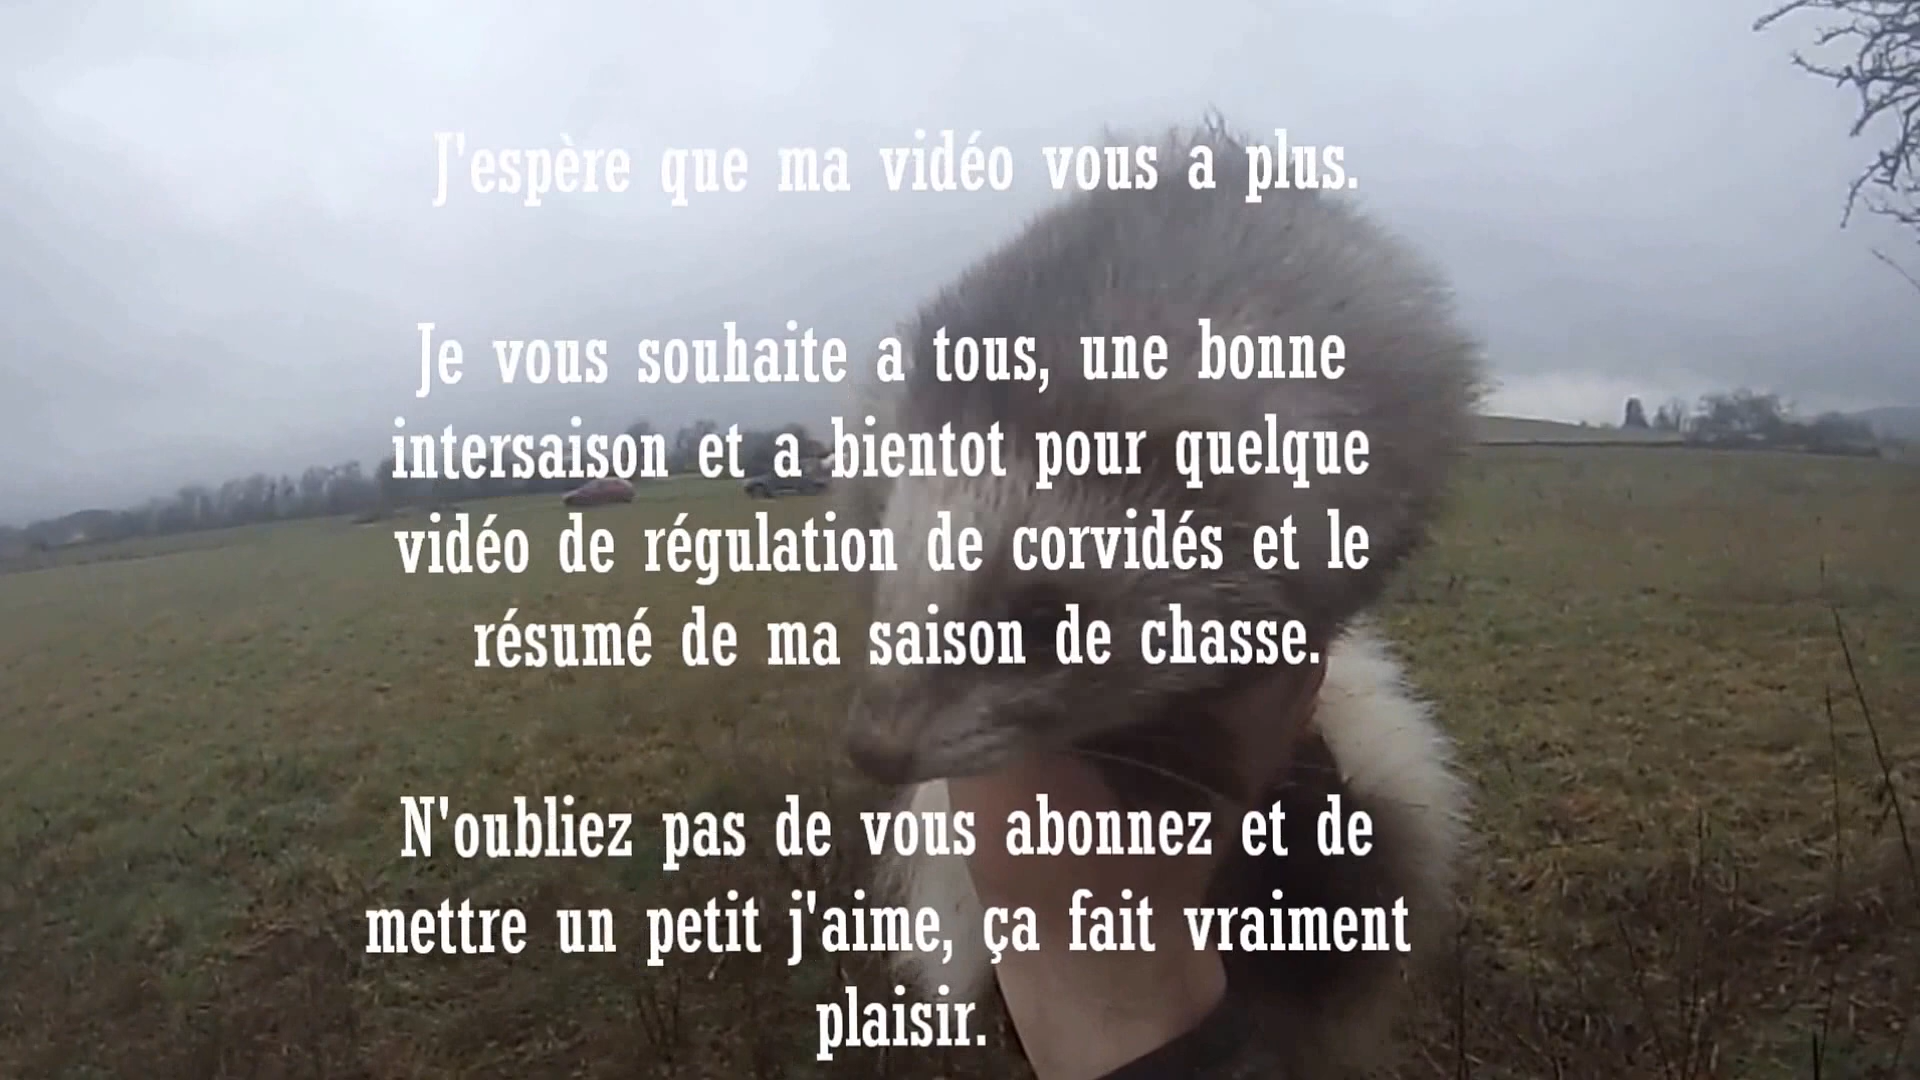 J'espère que ma vidéo vous a plus.
Je vous souhaite a tous, une bonne
intersaison et a bientot pour quelque
vidéo de régulation de corvidés et le
résumé de ma saison de chasse.
N'oubliez pas de vous abonnez et de
mettre un petit j'aime, ça fait vraiment
plaisir.